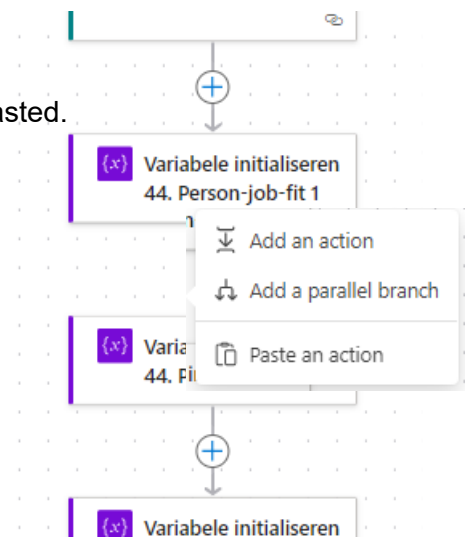 asted.
{x} Variabele initialiseren
44. Person-job-fit 1
Add an action
Add a parallel branch
Paste an action
{x} Varia
44. Pi
{x} Variabele initialiseren